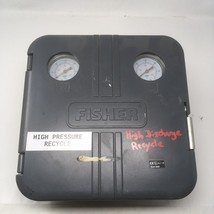 FISHER
HIGH PRESSURE
RECYCLE
High Discharge
Recycle